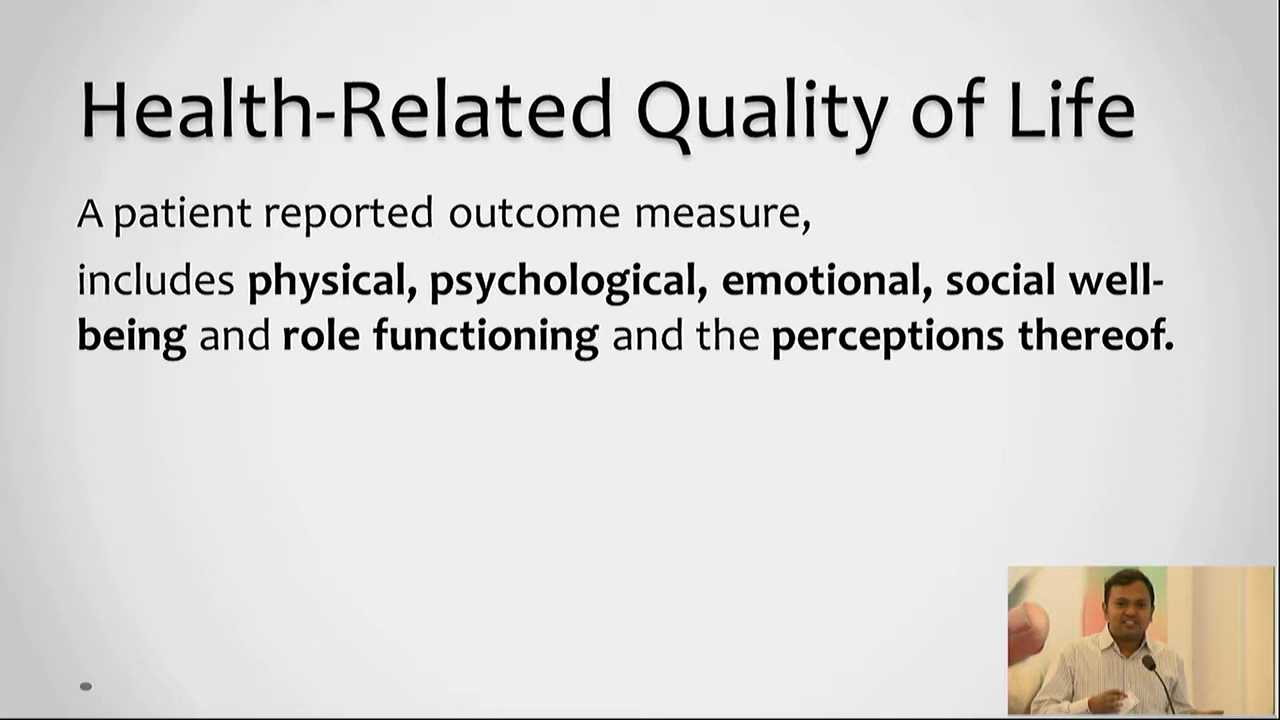 Health-Related Quality of Life
A patient reported outcome measure,
includes physical, psychological, emotional, social well-
being and role functioning and the perceptions thereof.